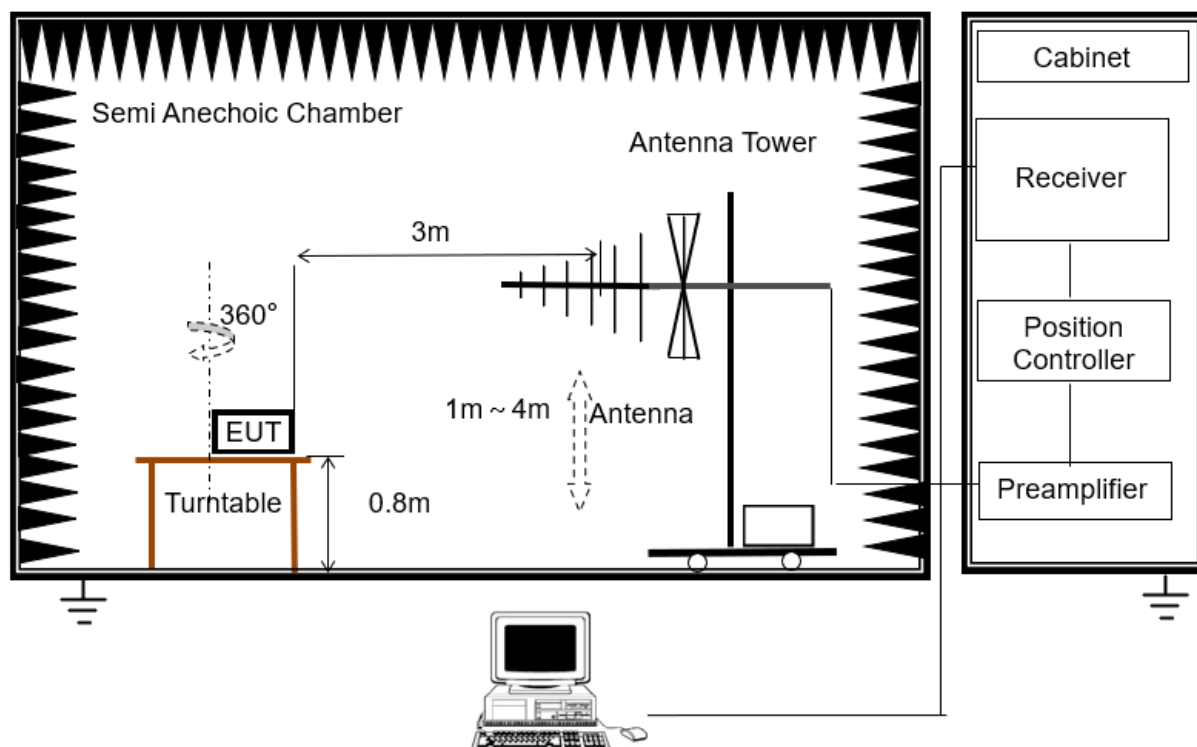 Cabinet
Semi Anechoic Chamber
Antenna Tower
Receiver
3m
360°
Position
Controller
1m ~ 4m
Antenna
EUT
Turntable
0.8m
Preamplifier